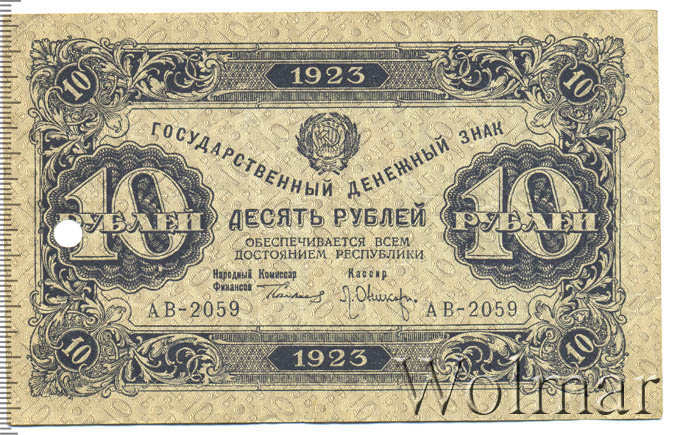 1923
10 10
ГОСУДАРСТВЕННЫЙ ДЕНЕЖНЫЙ ЗНАК
10 10
РУБЛЕЙ РУБЛЕЙ
ДЕСЯТЬ РУБЛЕЙ
ОБЕСПЕЧИВАЕТСЯ ВСЕМ
ДОСТОЯНИЕМ РЕСПУБЛИКИ
Народный Комиссар
Финансов
Кассир
АВ-2059 АВ-2059
10 10
1923
Wolmar